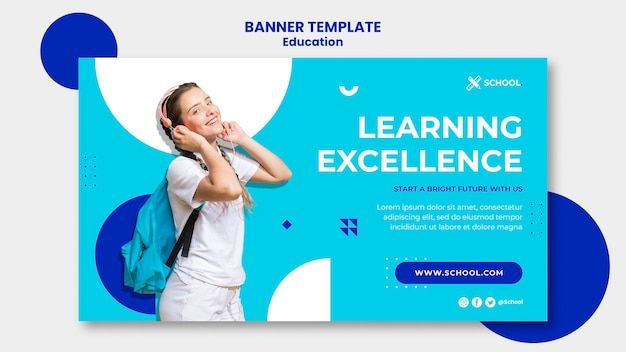 BANNER TEMPLATE
Education
SCHOOL
LEARNING
EXCELLENCE
START A BRIGHT FUTURE WITH US
Lorem ipsum dolor sit amet, consectetur
adipiscing elit, sed do eiusmod tempor
incididunt ut labore et dolore magna
WWW.SCHOOL.COM
@School